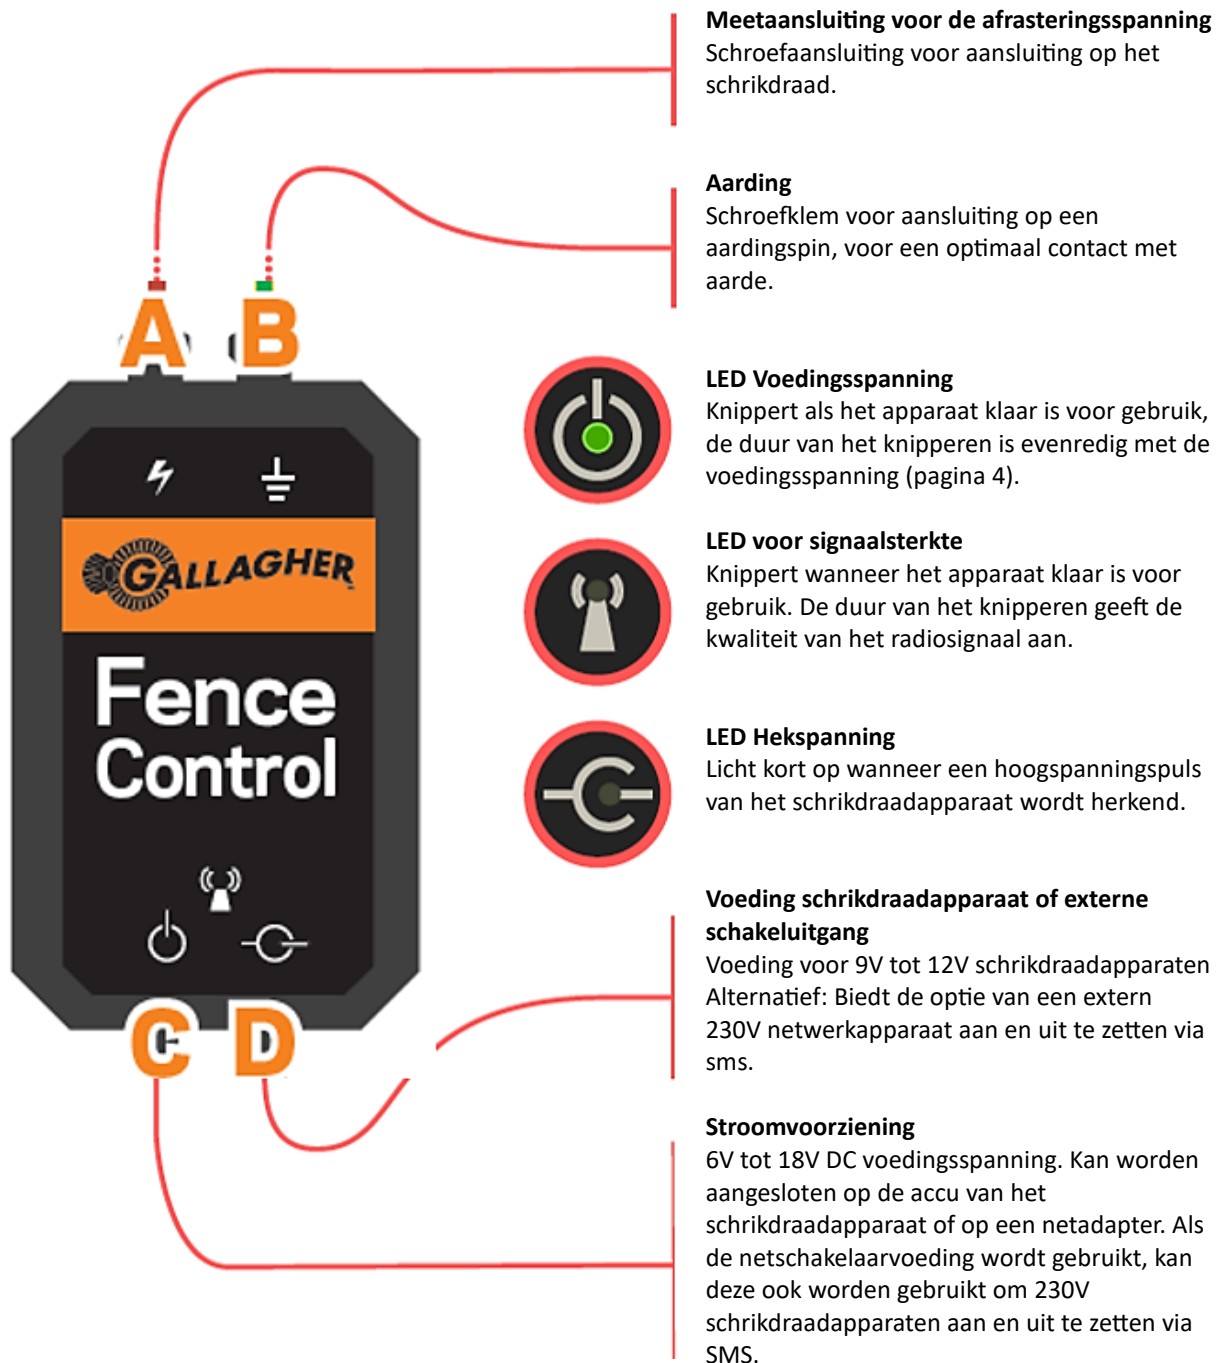 Meetaansluiting voor de afrasteringsspanning
Schroefaansluiting voor aansluiting op het
schrikdraad.
Aarding
Schroefklem voor aansluiting op een
aardingspin, voor een optimaal contact met
aarde.
A B
LED Voedingsspanning
Knippert als het apparaat klaar is voor gebruik,
de duur van het knipperen is evenredig met de
voedingsspanning (pagina 4).
LED voor signaalsterkte
Knippert wanneer het apparaat klaar is voor
gebruik. De duur van het knipperen geeft de
kwaliteit van het radiosignaal aan.
GALLAGHER
Fence
Control
LED Hekspanning
Licht kort op wanneer een hoogspanningspuls
van het schrikdraadapparaat wordt herkend.
C D
Voeding schrikdraadapparaat of externe
schakeluitgang
Voeding voor 9V tot 12V schrikdraadapparaten
Alternatief: Biedt de optie van een extern
230V netwerkapparaat aan en uit te zetten via
sms.
Stroomvoorziening
6V tot 18V DC voedingsspanning. Kan worden
aangesloten op de accu van het
schrikdraadapparaat of op een netadapter. Als
de netschakelaarvoeding wordt gebruikt, kan
deze ook worden gebruikt om 230V
schrikdraadapparaten aan en uit te zetten via
SMS.